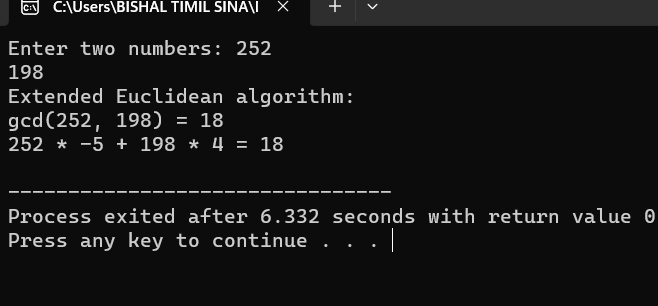 C:\Users\BISHAL TIMIL SINA\
Enter two numbers: 252
198
Extended Euclidean algorithm:
gcd(252, 198) = 18
252 * -5 + 198 * 4 = 18
--------------------------------
Process exited after 6.332 seconds with return value 0
Press any key to continue . . .